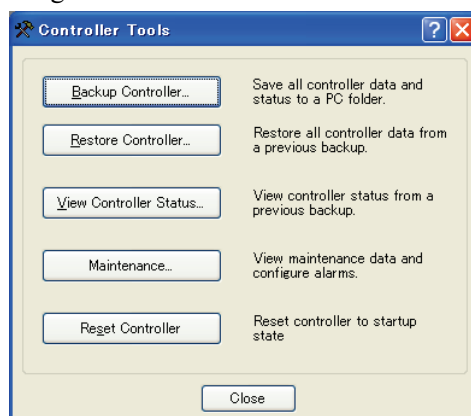 Controller Tools
Backup Controller...
Save all controller data and
status to a PC folder.
Restore Controller...
Restore all controller data from
a previous backup.
View Controller Status...
View controller status from a
previous backup.
Maintenance...
View maintenance data and
configure alarms.
Reset Controller
Reset controller to startup
state
Close